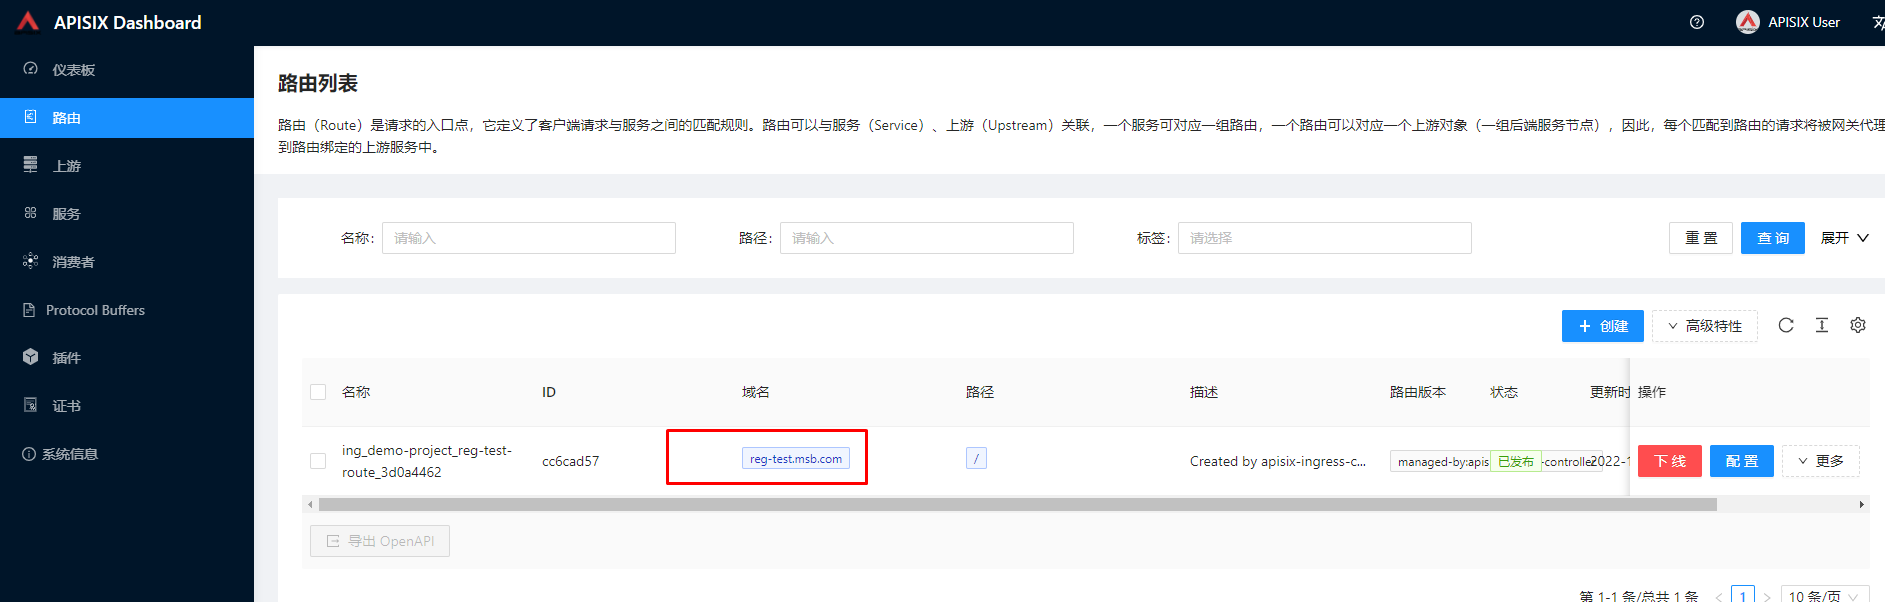 APISIX Dashboard
APISIX User
仪表板
路由
上游
服务
消费者
Protocol Buffers
插件
证书
系统信息
路由列表
路由（Route）是请求的入口点，它定义了客户端请求与服务之间的匹配规则。路由可以与服务（Service）、上游（Upstream）关联，一个服务可对应一组路由，一个路由可以对应一个上游对象（一组后端服务节点），因此，每个匹配到路由的请求将被网关代理
到路由绑定的上游服务中。
名称: 请输入 路径: 请输入 标签: 请选择 重 置 查 询 展开
创建 高级特性
名称 ID 域名 路径 描述 路由版本 状态 更新时 操作
ing_demo-project_reg-test-
route_3d0a4462
cc6cad57 reg-test.msb.com / Created by apisix-ingress-c... managed-by:apis 已发布 -controller 2022-1 下 线 配 置 更多
导出 OpenAPI
第 1-1 条/总共 1 条 < 1 > 10 条/页